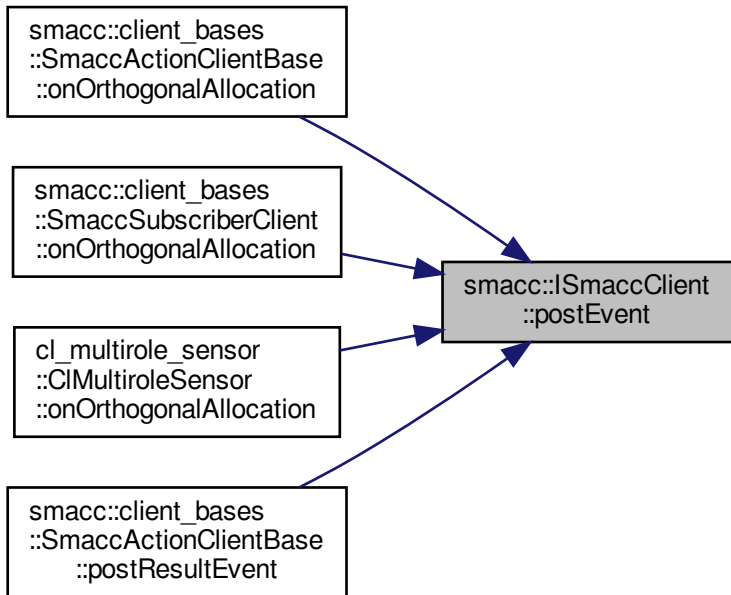 smacc::client_bases
::SmaccActionClientBase
::onOrthogonalAllocation
smacc::client_bases
::SmaccSubscriberClient
::onOrthogonalAllocation
cl_multirole_sensor
::ClMultiroleSensor
::onOrthogonalAllocation
smacc::client_bases
::SmaccActionClientBase
::postResultEvent
smacc::ISmaccClient
::postEvent